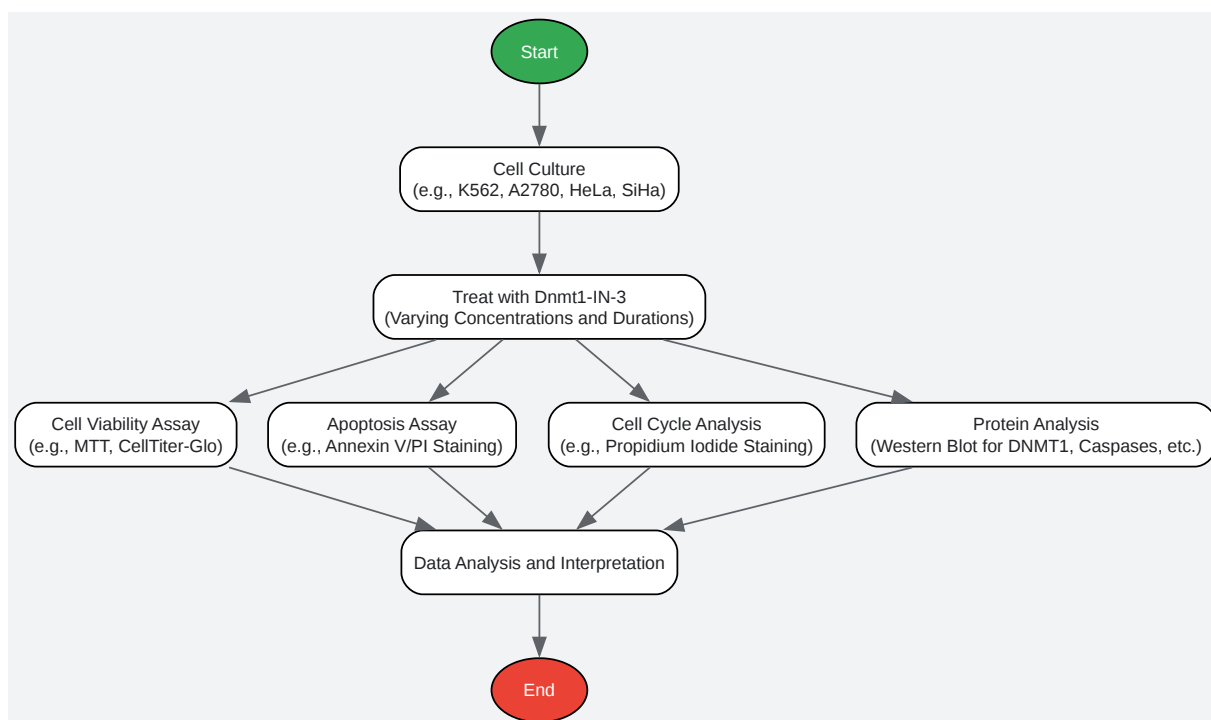 Start
Cell Culture
(e.g., K562, A2780, HeLa, SiHa)
Treat with Dnmt1-IN-3
(Varying Concentrations and Durations)
Cell Viability Assay
(e.g., MTT, CellTiter-Glo)
Apoptosis Assay
(e.g., Annexin V/PI Staining)
Cell Cycle Analysis
(e.g., Propidium Iodide Staining)
Protein Analysis
(Western Blot for DNMT1, Caspases, etc.)
Data Analysis and Interpretation
End